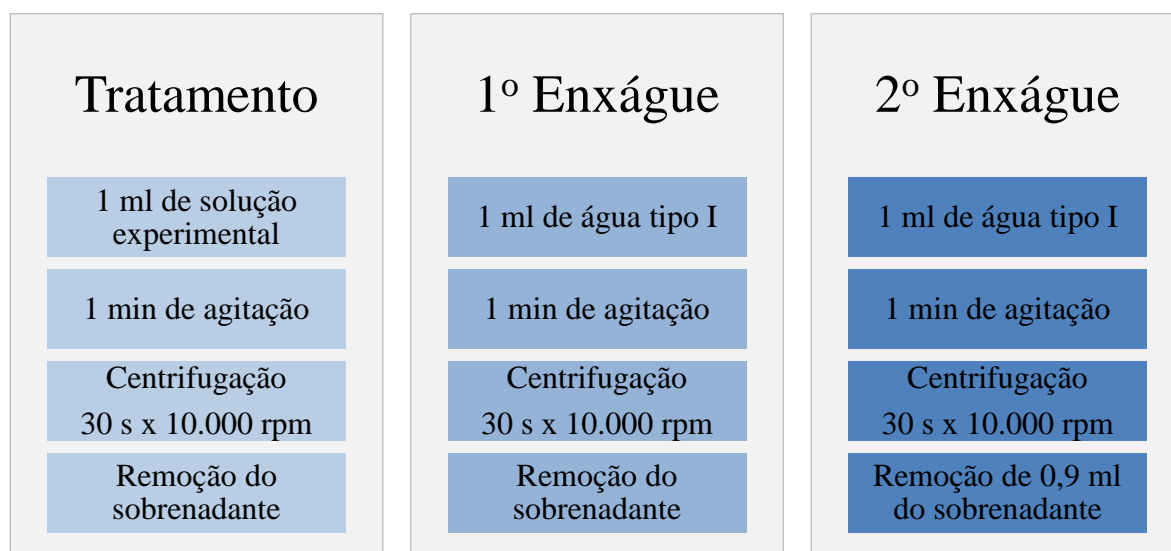 Tratamento
1 ml de solução
experimental
1 min de agitação
Centrifugação
30 s x 10.000 rpm
Remoção do
sobrenadante
1º Enxágue
1 ml de água tipo I
1 min de agitação
Centrifugação
30 s x 10.000 rpm
Remoção do
sobrenadante
2º Enxágue
1 ml de água tipo I
1 min de agitação
Centrifugação
30 s x 10.000 rpm
Remoção de 0,9 ml
do sobrenadante